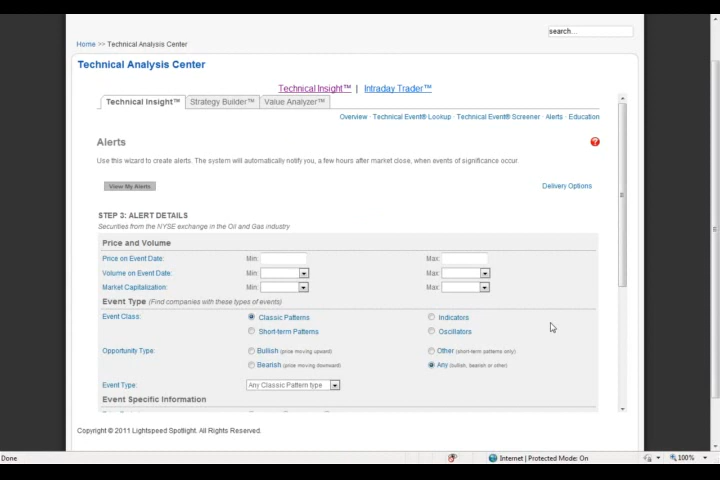 search...
Home >> Technical Analysis Center
Technical Analysis Center
Technical Insight™ | Intraday Trader™
Technical Insight™ Strategy Builder™ Value Analyzer™
Overview · Technical Event® Lookup · Technical Event® Screener · Alerts · Education
Alerts
Use this wizard to create alerts. The system will automatically notify you, a few hours after market close, when events of significance occur.
View My Alerts
Delivery Options
STEP 3: ALERT DETAILS
Securities from the NYSE exchange in the Oil and Gas industry
Price and Volume
Price on Event Date: Min: Max:
Volume on Event Date: Min: Max:
Market Capitalization: Min: Max:
Event Type (Find companies with these types of events)
Event Class: Classic Patterns Indicators
Short-term Patterns Oscillators
Opportunity Type: Bullish (price moving upward) Other (short-term patterns only)
Bearish (price moving downward) Any (bullish, bearish or other)
Event Type: Any Classic Pattern type
Event Specific Information
Copyright © 2011 Lightspeed Spotlight. All Rights Reserved.
Done Internet | Protected Mode: On 100%